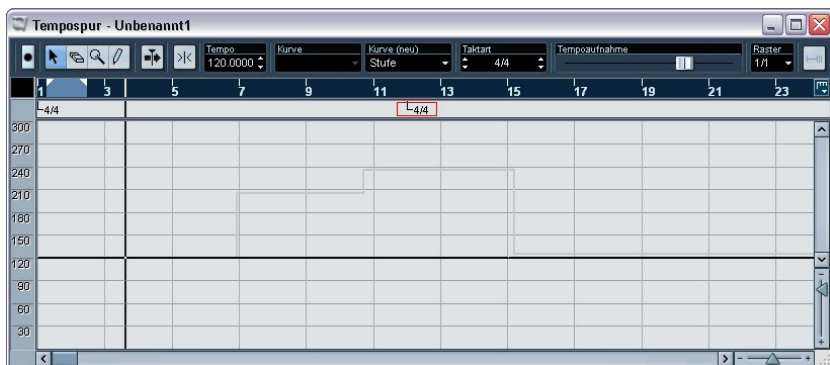 Tempospur - Unbenannt1
Tempo Kurve Kurve (neu) Taktart Tempoaufnahme Raster
120.0000 Stufe 4/4 1/1
1 3 5 7 9 11 13 15 17 19 21 23
4/4 4/4
300
270
240
210
180
150
120
90
60
30